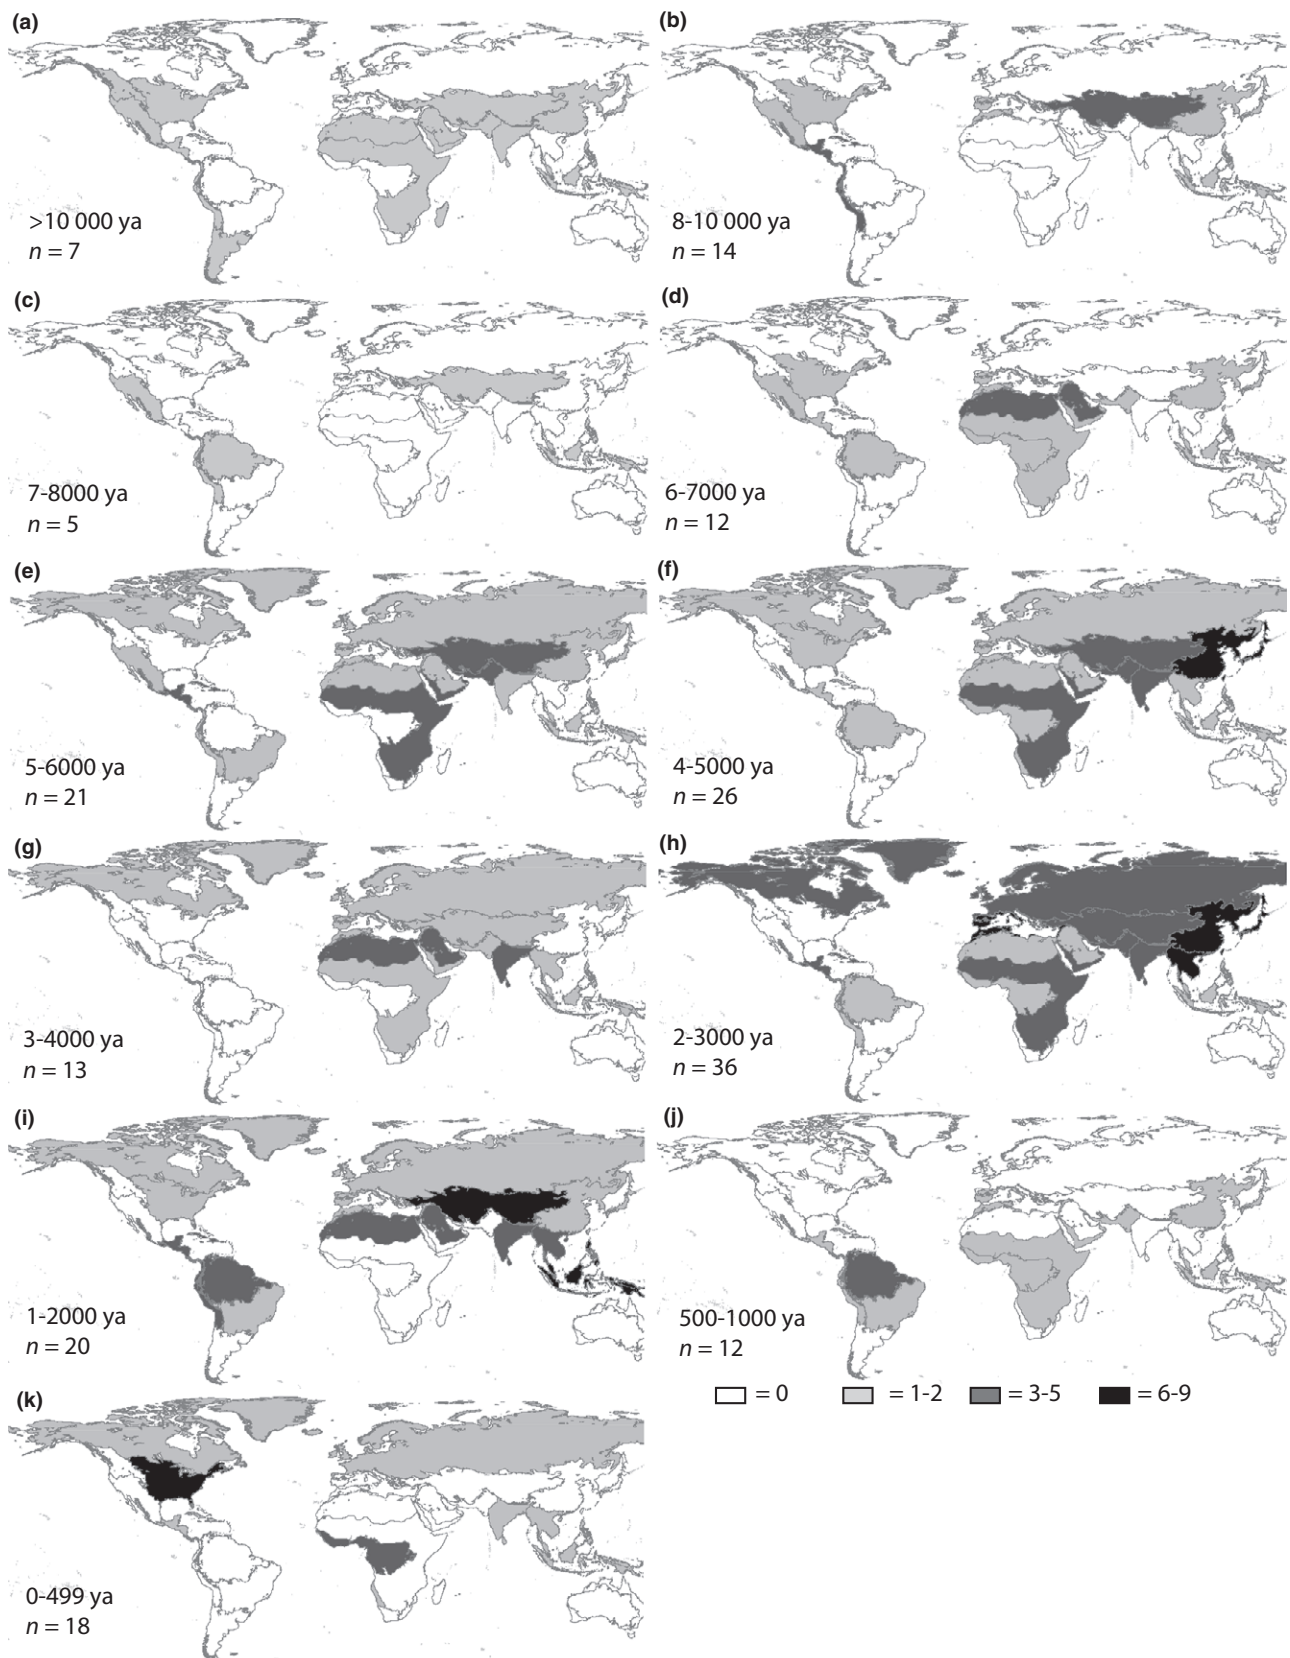 (a)
>10 000 ya
n = 7
(b)
8-10 000 ya
n = 14
(c)
7-8000 ya
n = 5
(d)
6-7000 ya
n = 12
(e)
5-6000 ya
n = 21
(f)
4-5000 ya
n = 26
(g)
3-4000 ya
n = 13
(h)
2-3000 ya
n = 36
(i)
1-2000 ya
n = 20
(j)
500-1000 ya
n = 12
= 0 = 1-2 = 3-5 = 6-9
(k)
0-499 ya
n = 18